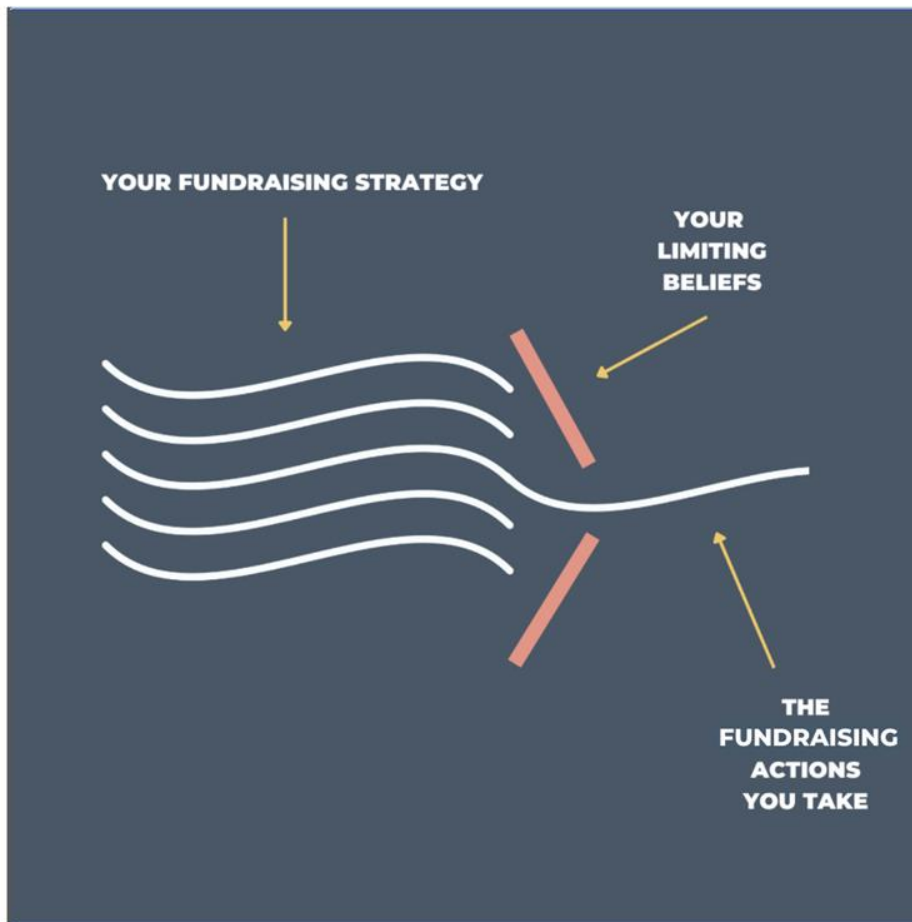 YOUR FUNDRAISING STRATEGY
YOUR
LIMITING
BELIEFS
THE
FUNDRAISING
ACTIONS
YOU TAKE